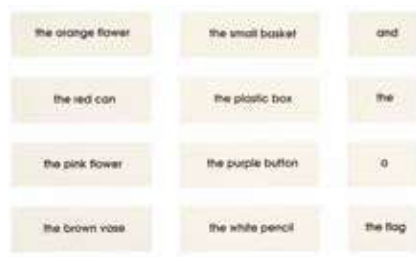 the orange flower
the small basket
and
the red can
the plastic box
the
the pink flower
the purple button
a
the brown vase
the white pencil
the flag